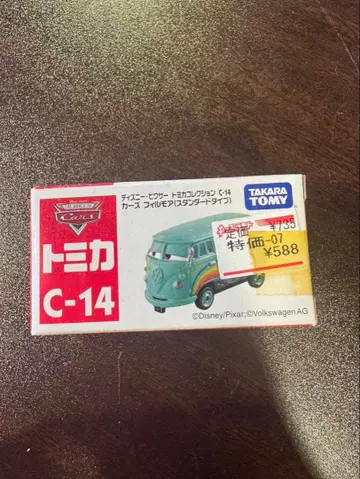 Cars
ディズニー・ピクサー トミカコレクション C-14
カーズ フィルモア(スタンダードタイプ)
TAKARA
TOMY
トミカ
C-14
定価 ¥735
特価-07
¥588
©Disney/Pixar;©Volkswagen AG